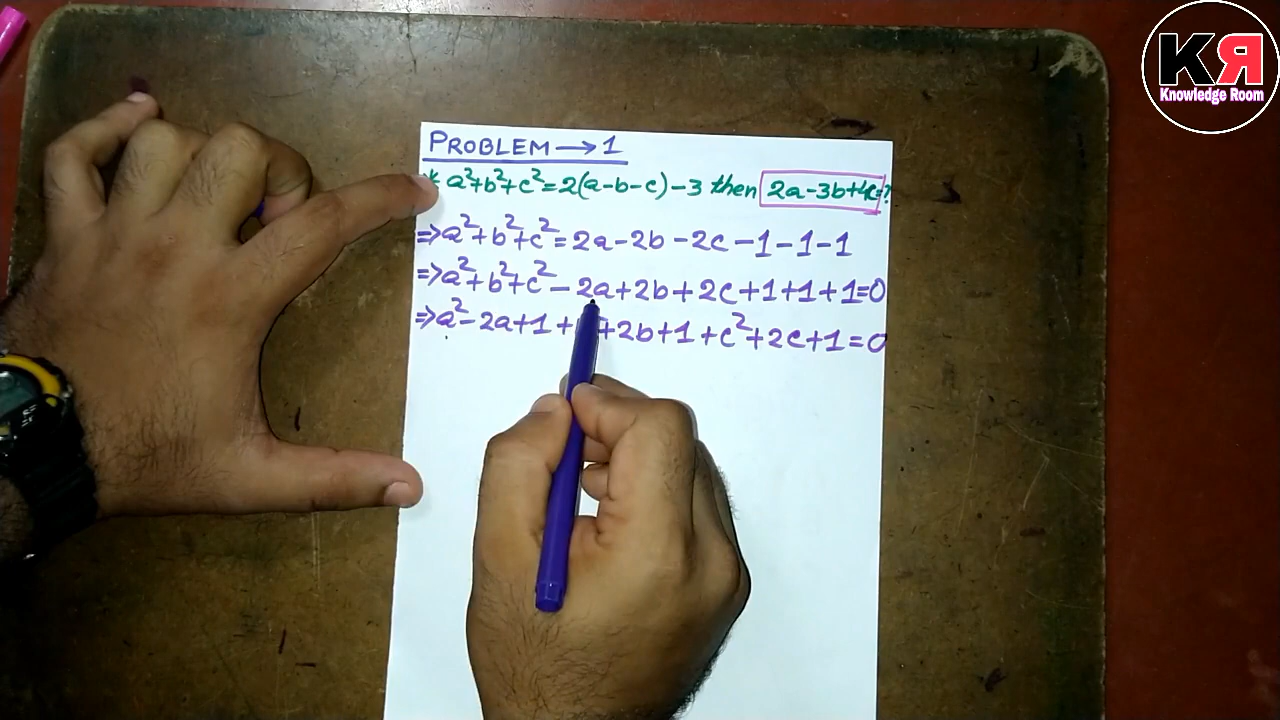 KЯ
Knowledge Room
PROBLEM → 1
* a²+b²+c²=2(a-b-c)-3 then 2a-3b+4c=?
⇒a²+b²+c²=2a-2b-2c-1-1-1
⇒a²+b²+c²-2a+2b+2c+1+1+1=0
⇒a²-2a+1+ +2b+1+c²+2c+1=0